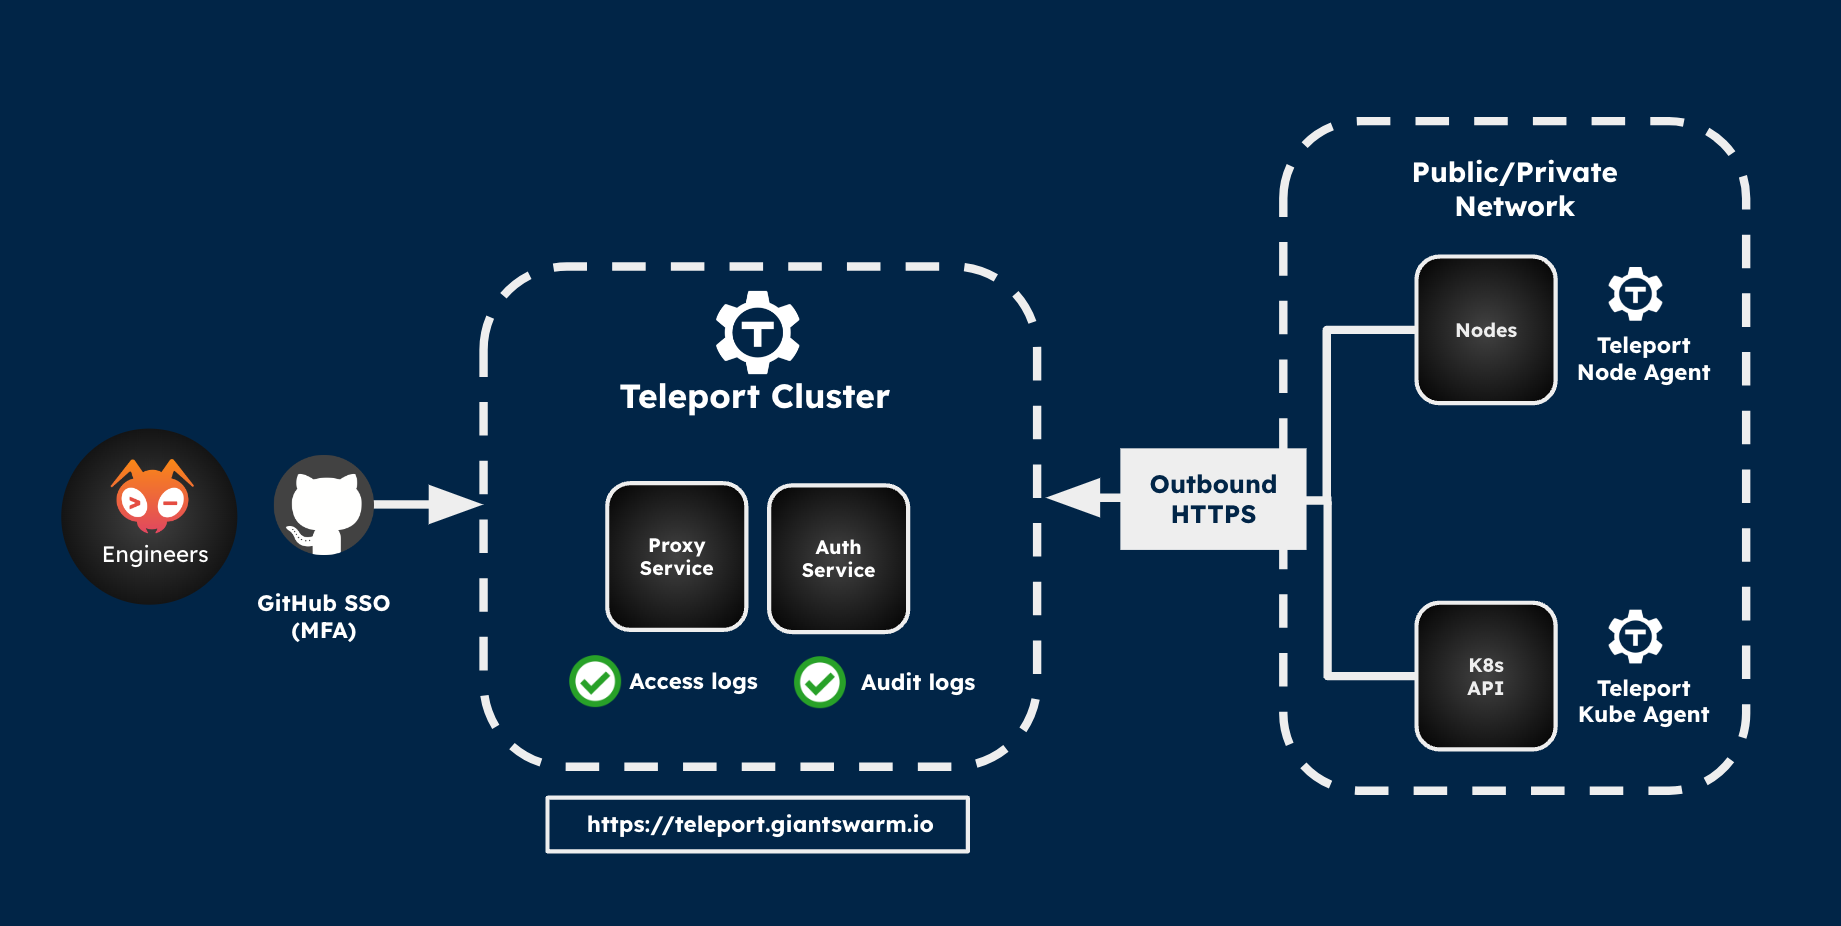 Engineers
GitHub SSO
(MFA)
Teleport Cluster
Proxy
Service
Auth
Service
Access logs
Audit logs
https://teleport.giantswarm.io
Outbound
HTTPS
Public/Private
Network
Nodes
Teleport
Node Agent
K8s
API
Teleport
Kube Agent